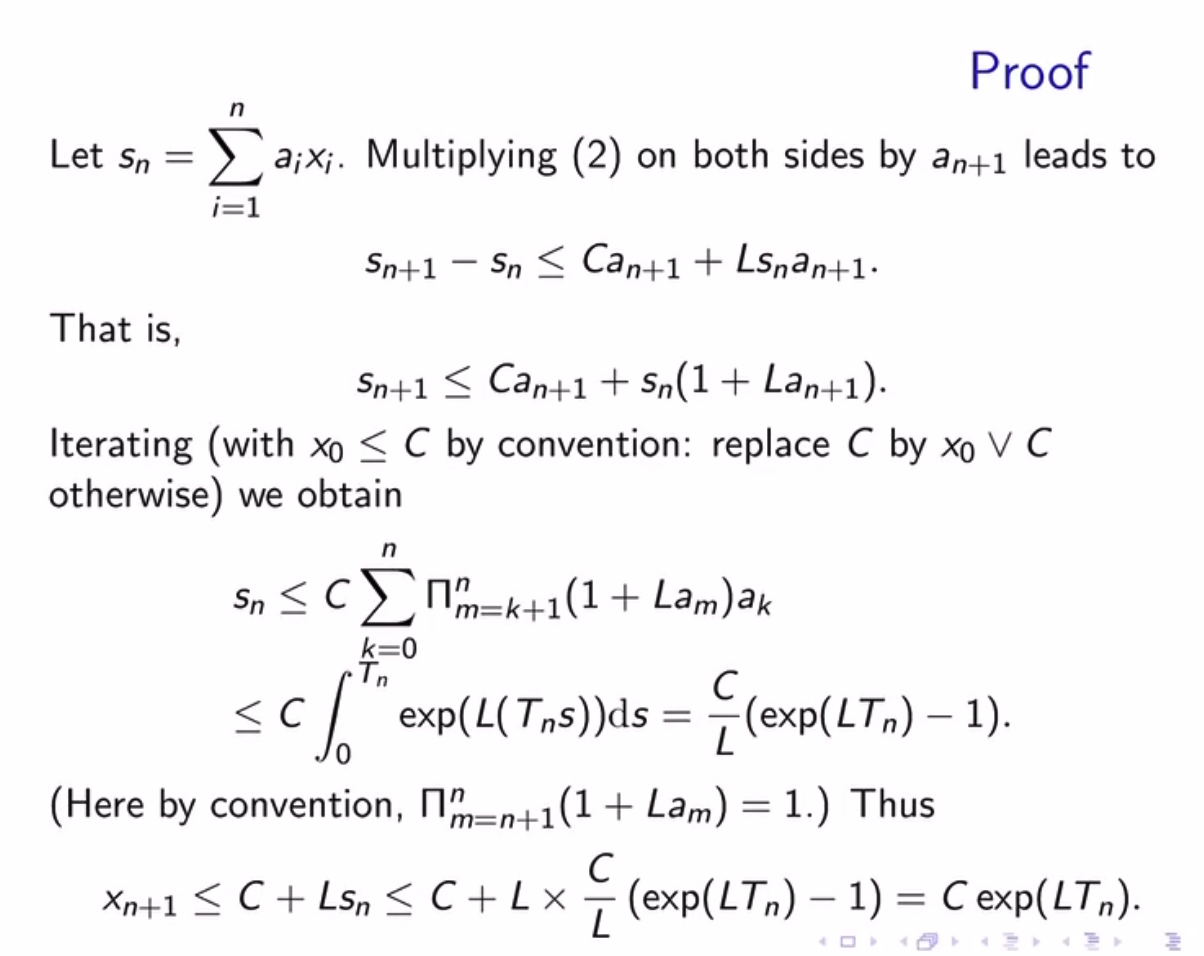 Proof
Let $s_n = \sum_{i=1}^{n} a_i x_i$. Multiplying (2) on both sides by $a_{n+1}$ leads to
$s_{n+1} - s_n \leq Ca_{n+1} + Ls_n a_{n+1}.$
That is,
$s_{n+1} \leq Ca_{n+1} + s_n(1 + La_{n+1}).$
Iterating (with $x_0 \leq C$ by convention: replace $C$ by $x_0 \vee C$
otherwise) we obtain
$s_n \leq C \sum_{k=0}^{n} \Pi_{m=k+1}^{n}(1 + La_m)a_k$
$\leq C \int_0^{T_n} \exp(L(T_n s))\mathrm{d}s = \frac{C}{L}(\exp(LT_n) - 1).$
(Here by convention, $\Pi_{m=n+1}^{n}(1 + La_m) = 1$.) Thus
$x_{n+1} \leq C + Ls_n \leq C + L \times \frac{C}{L}(\exp(LT_n) - 1) = C \exp(LT_n).$